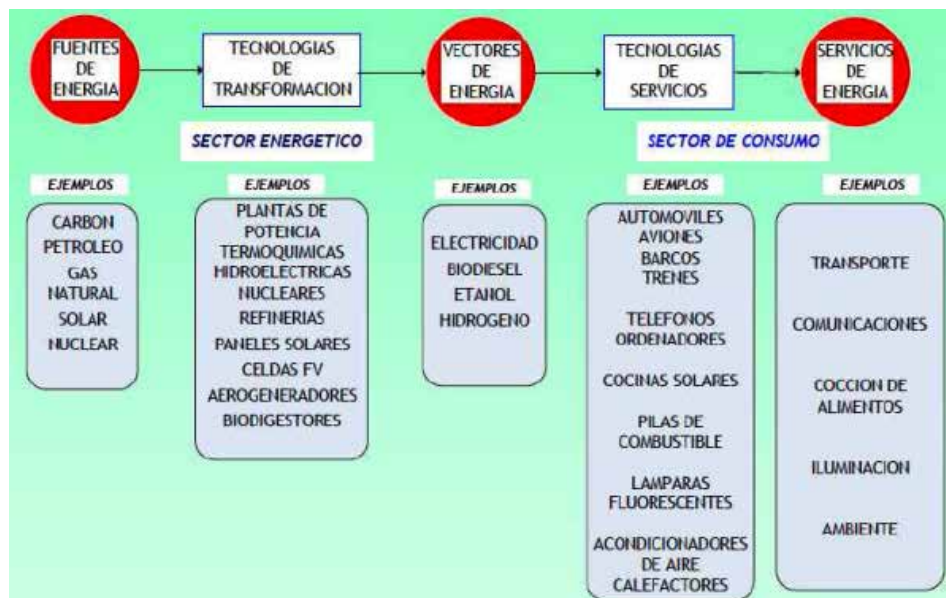 FUENTES
DE
ENERGIA
TECNOLOGIAS
DE
TRANSFORMACION
VECTORES
DE
ENERGIA
TECNOLOGIAS
DE
SERVICIOS
SERVICIOS
DE
ENERGIA
SECTOR ENERGETICO
SECTOR DE CONSUMO
EJEMPLOS
CARBON
PETROLEO
GAS
NATURAL
SOLAR
NUCLEAR
EJEMPLOS
PLANTAS DE
POTENCIA
TERMOQUIMICAS
HIDROELECTRICAS
NUCLEARES
REFINERIAS
PANELES SOLARES
CELDAS FV
AEROGENERADORES
BIODIGESTORES
EJEMPLOS
ELECTRICIDAD
BIODIESEL
ETANOL
HIDROGENO
EJEMPLOS
AUTOMOVILES
AVIONES
BARCOS
TRENES
TELEFONOS
ORDENADORES
COCINAS SOLARES
PILAS DE
COMBUSTIBLE
LAMPARAS
FLUORESCENTES
ACONDICIONADORES
DE AIRE
CALEFACTORES
EJEMPLOS
TRANSPORTE
COMUNICACIONES
COCCION DE
ALIMENTOS
ILUMINACION
AMBIENTE